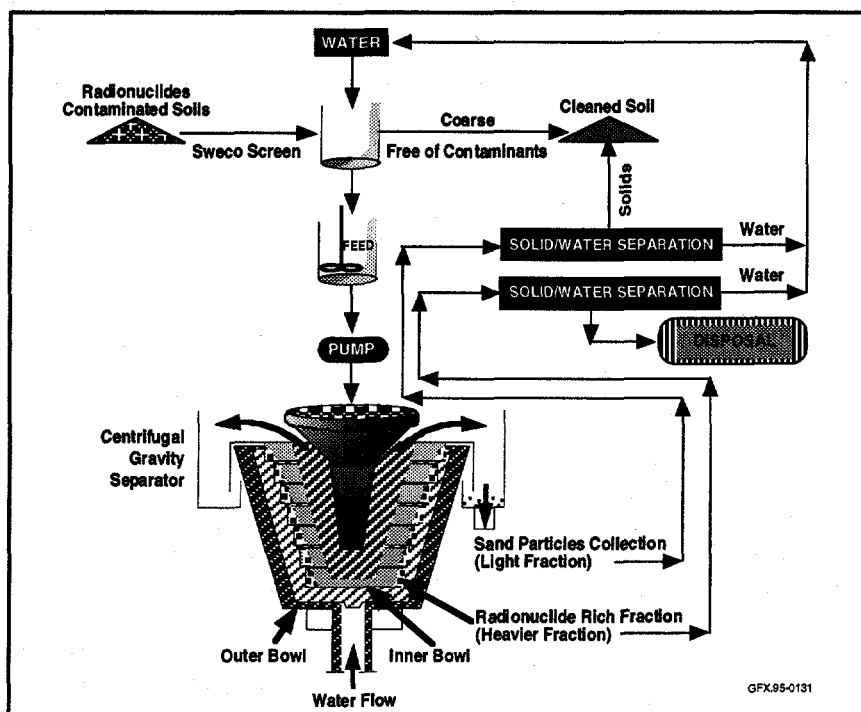 WATER
Radionuclides
Contaminated Soils
Sweco Screen
Coarse
Free of Contaminants
Cleaned Soil
Solids
FEED
SOLID/WATER SEPARATION
Water
SOLID/WATER SEPARATION
Water
DISPOSAL
PUMP
Centrifugal
Gravity
Separator
Sand Particles Collection
(Light Fraction)
Radionuclide Rich Fraction
(Heavier Fraction)
Outer Bowl
Inner Bowl
Water Flow
GFX.95-0131